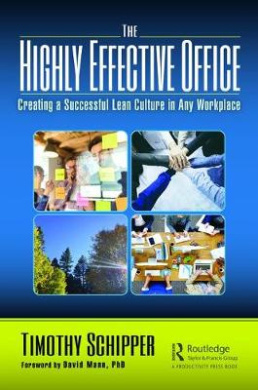 THE
HIGHLY EFFECTIVE OFFICE
Creating a Successful Lean Culture in Any Workplace
TIMOTHY SCHIPPER
Foreword by David Mann, PhD
Routledge
Taylor & Francis Group
A PRODUCTIVITY PRESS BOOK